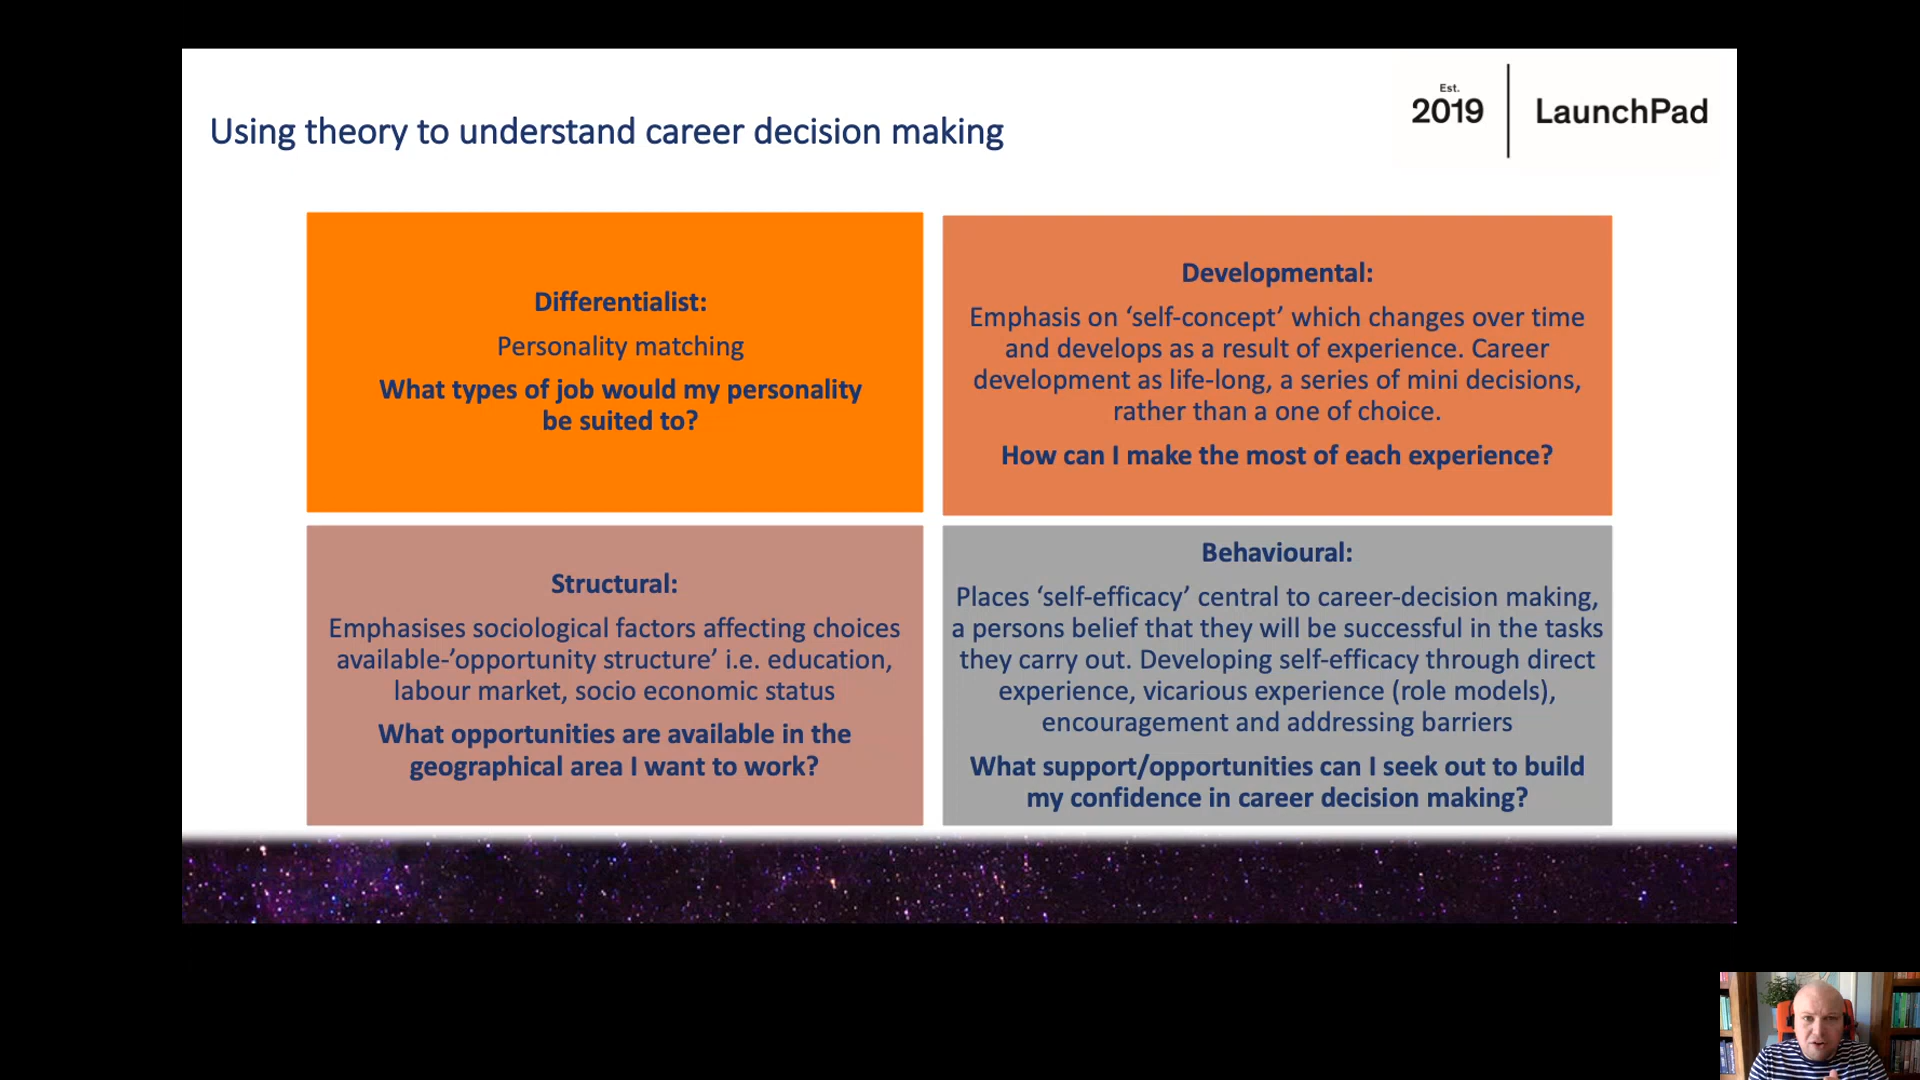 Using theory to understand career decision making
Est.
2019
LaunchPad
Differentialist:
Personality matching
What types of job would my personality
be suited to?
Developmental:
Emphasis on ‘self-concept’ which changes over time
and develops as a result of experience. Career
development as life-long, a series of mini decisions,
rather than a one of choice.
How can I make the most of each experience?
Structural:
Emphasises sociological factors affecting choices
available-’opportunity structure’ i.e. education,
labour market, socio economic status
What opportunities are available in the
geographical area I want to work?
Behavioural:
Places ‘self-efficacy’ central to career-decision making,
a persons belief that they will be successful in the tasks
they carry out. Developing self-efficacy through direct
experience, vicarious experience (role models),
encouragement and addressing barriers
What support/opportunities can I seek out to build
my confidence in career decision making?